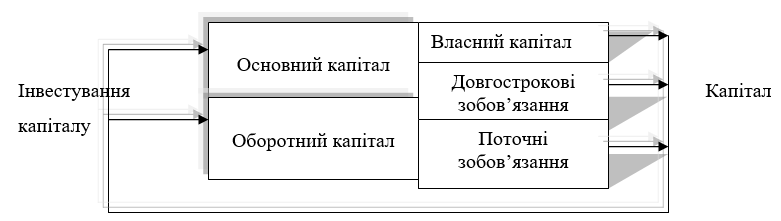 Інвестування
капіталу
Основний капітал
Оборотний капітал
Власний капітал
Довгострокові
зобов’язання
Поточні
зобов’язання
Капітал